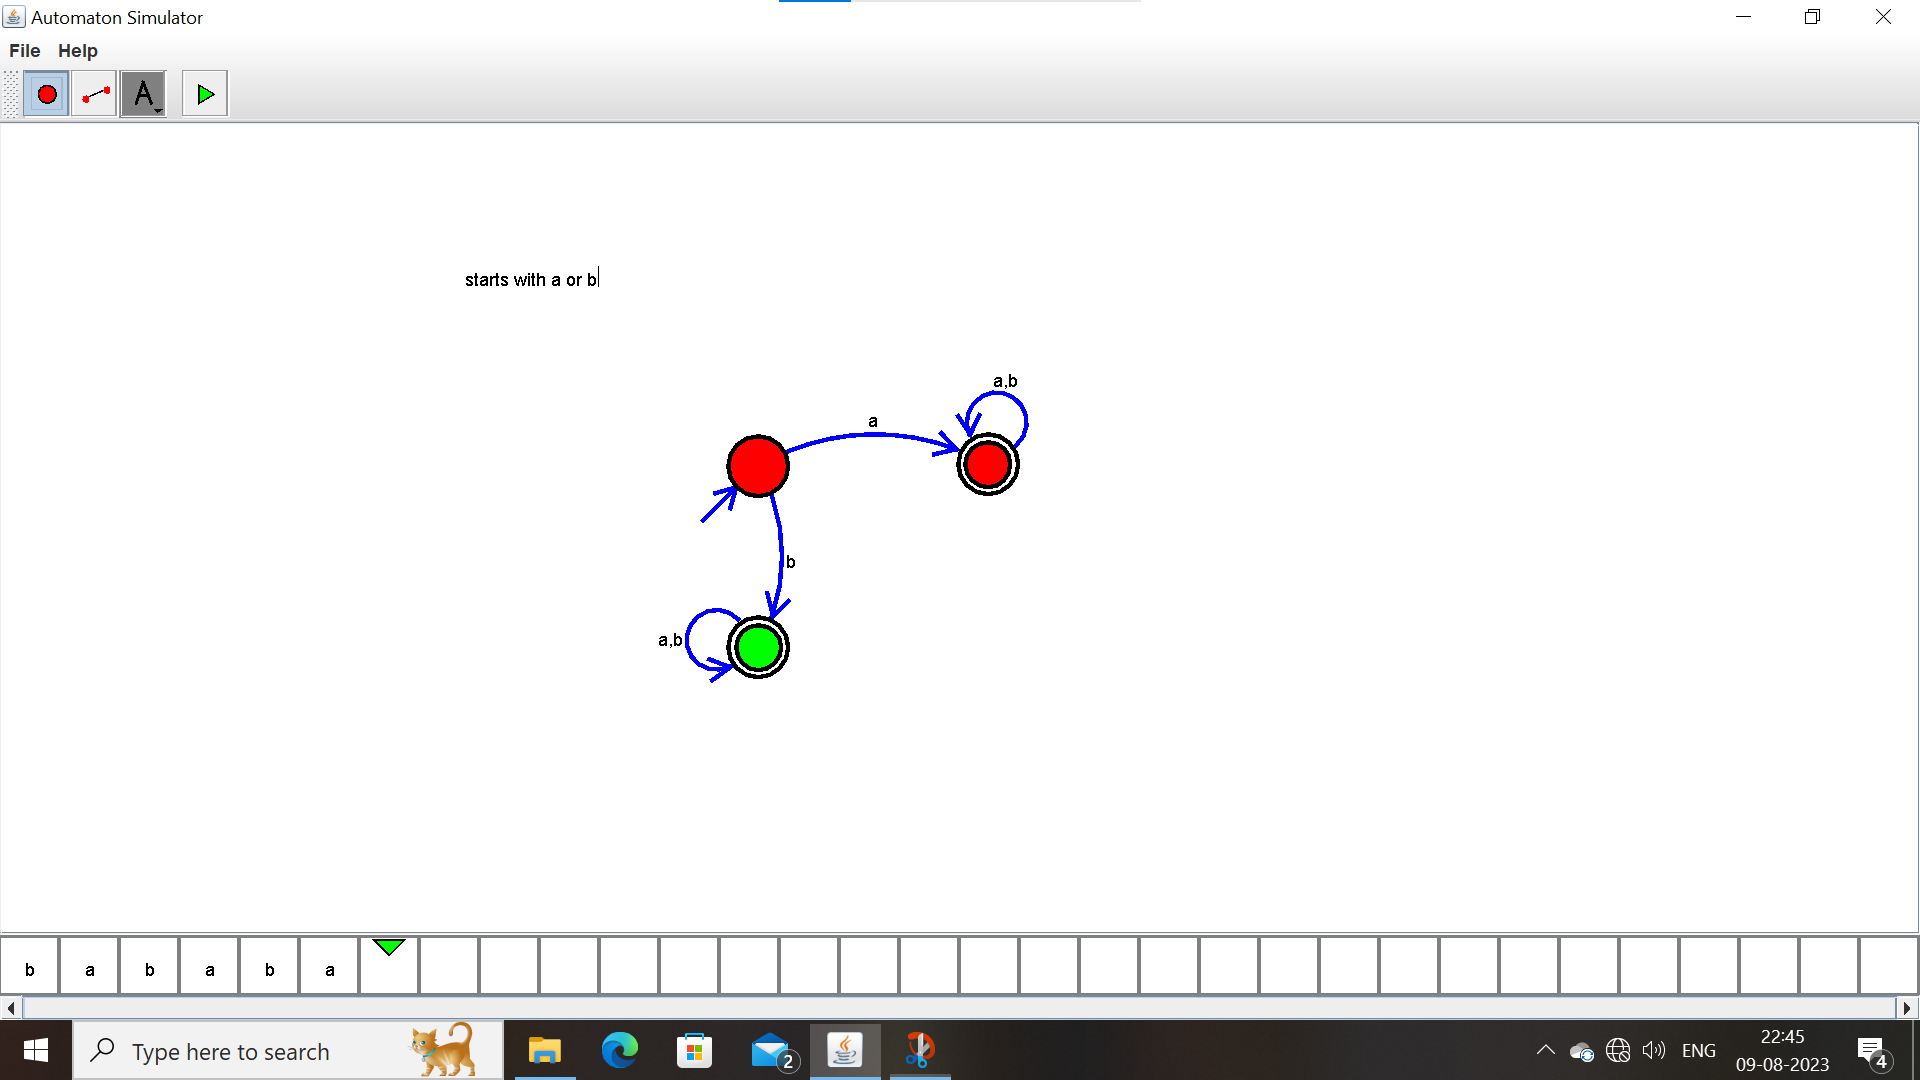 Automaton Simulator
File Help
A
starts with a or b
a,b
a
b
a,b
b a b a b a
Type here to search
2
ENG
22:45
09-08-2023
4